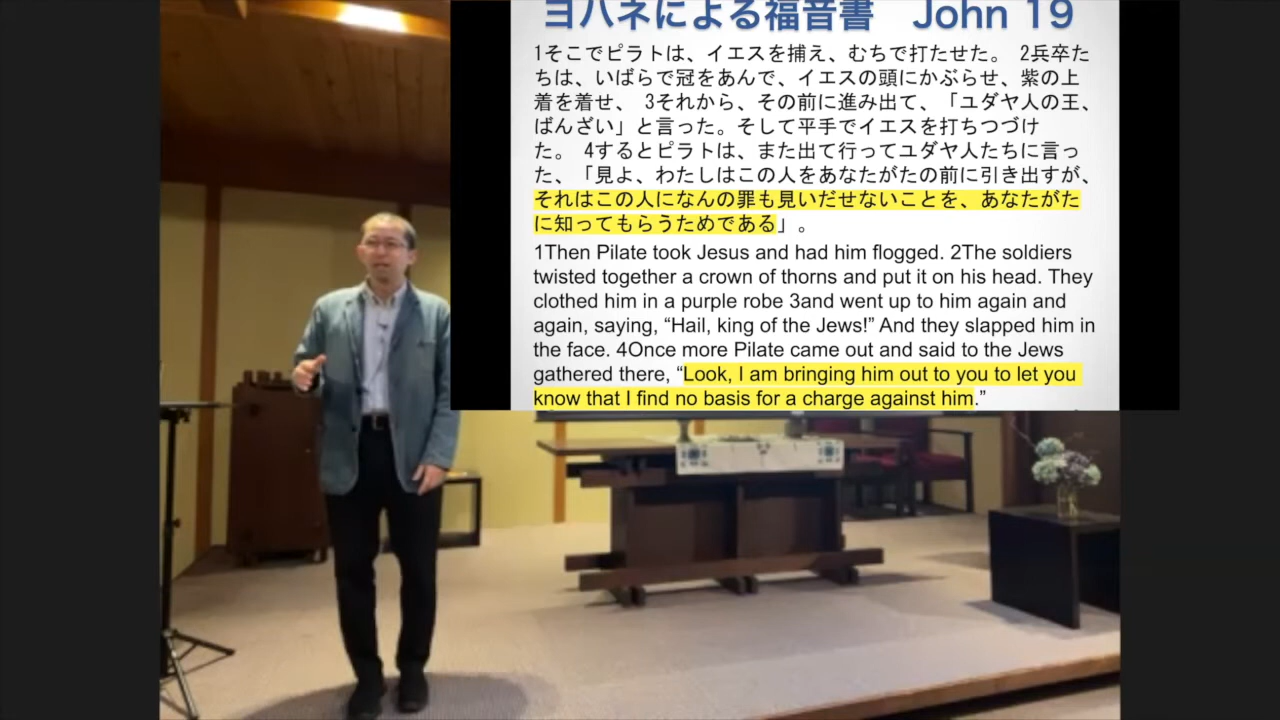 ヨハネによる福音書　John 19
1そこでピラトは、イエスを捕え、むちで打たせた。 2兵卒た
ちは、いばらで冠をあんで、イエスの頭にかぶらせ、紫の上
着を着せ、 3それから、その前に進み出て、「ユダヤ人の王、
ばんざい」と言った。そして平手でイエスを打ちつづけ
た。 4するとピラトは、また出て行ってユダヤ人たちに言っ
た、「見よ、わたしはこの人をあなたがたの前に引き出すが、
それはこの人になんの罪も見いだせないことを、あなたがた
に知ってもらうためである」。
1Then Pilate took Jesus and had him flogged. 2The soldiers
twisted together a crown of thorns and put it on his head. They
clothed him in a purple robe 3and went up to him again and
again, saying, “Hail, king of the Jews!” And they slapped him in
the face. 4Once more Pilate came out and said to the Jews
gathered there, “Look, I am bringing him out to you to let you
know that I find no basis for a charge against him.”